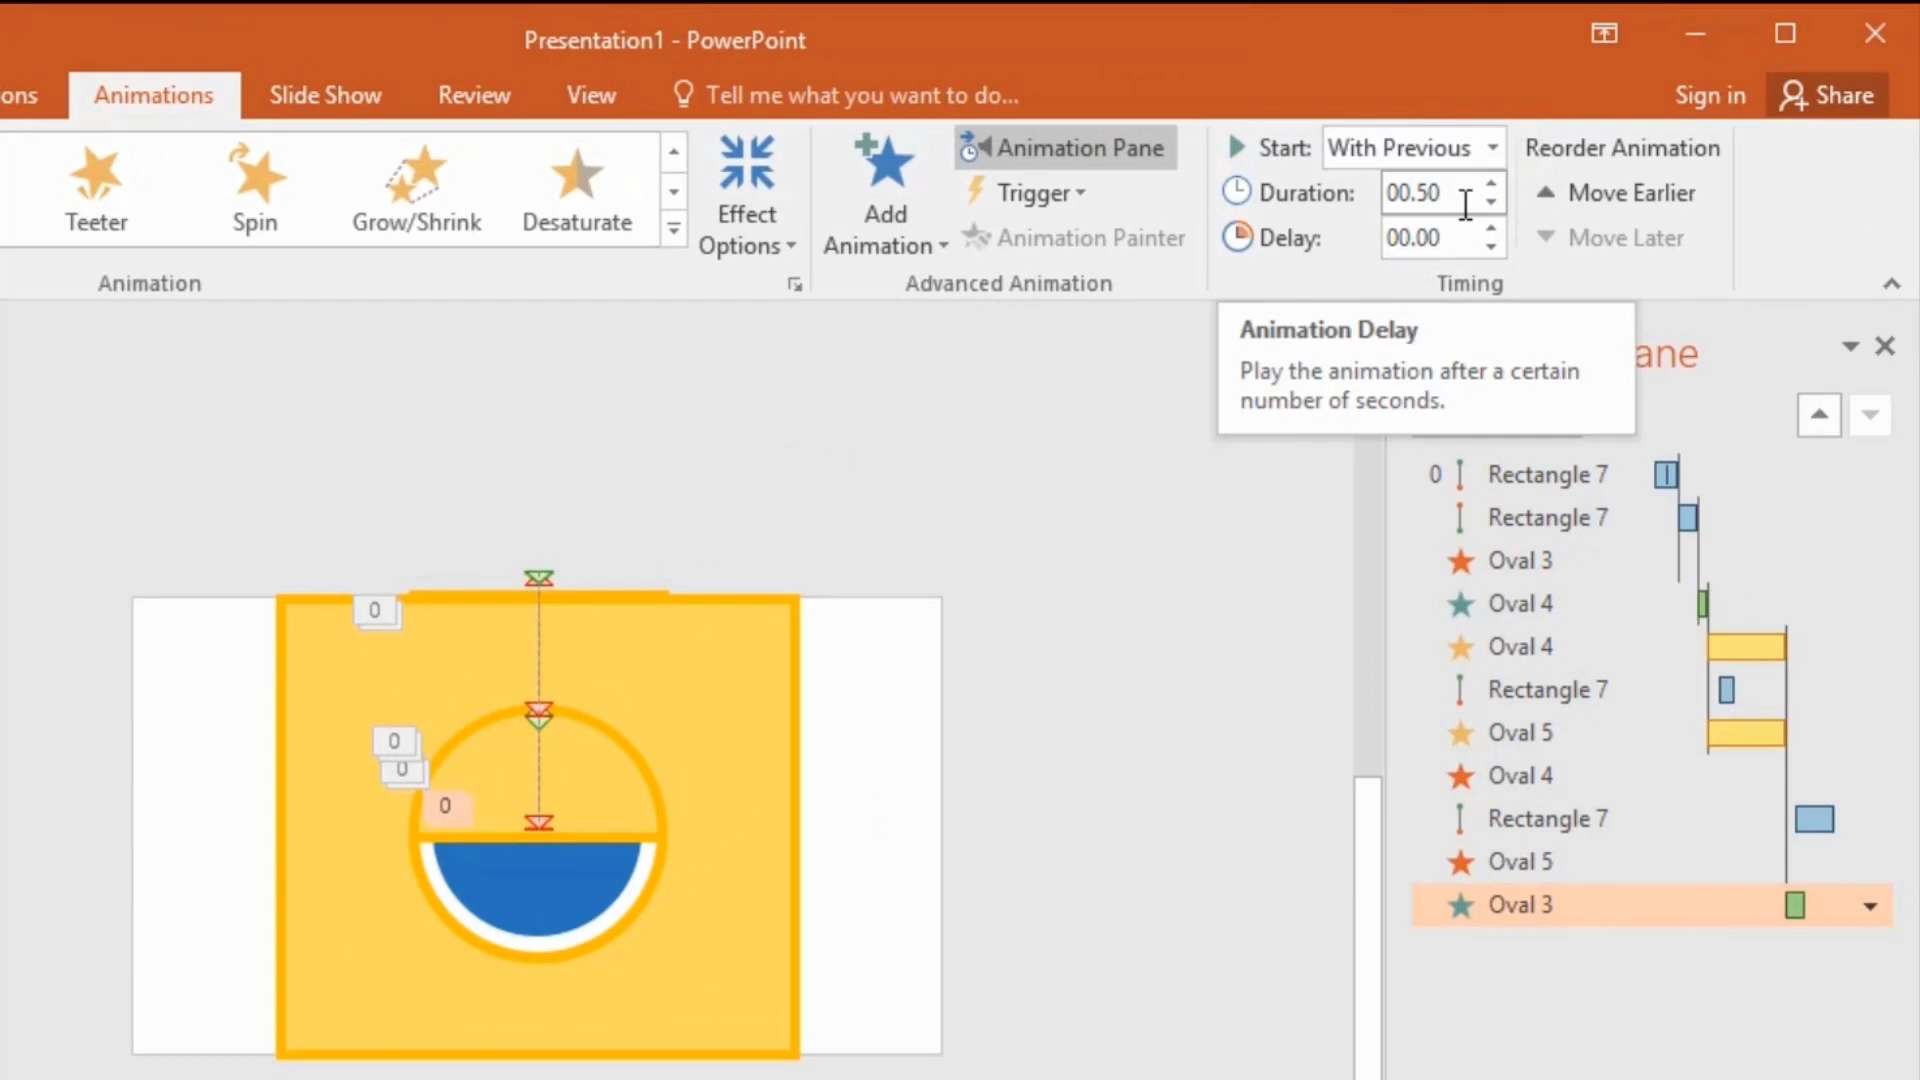 Presentation1 - PowerPoint
ons Animations Slide Show Review View Tell me what you want to do... Sign in Share
Teeter Spin Grow/Shrink Desaturate
Effect Options
Add Animation
Animation Pane
Trigger
Animation Painter
Start: With Previous
Duration: 00.50
Delay: 00.00
Reorder Animation
Move Earlier
Move Later
Animation Advanced Animation Timing
Animation Delay
Play the animation after a certain
number of seconds.
ane
0 Rectangle 7
Rectangle 7
Oval 3
Oval 4
Oval 4
Rectangle 7
Oval 5
Oval 4
Rectangle 7
Oval 5
Oval 3
0
0
0
0